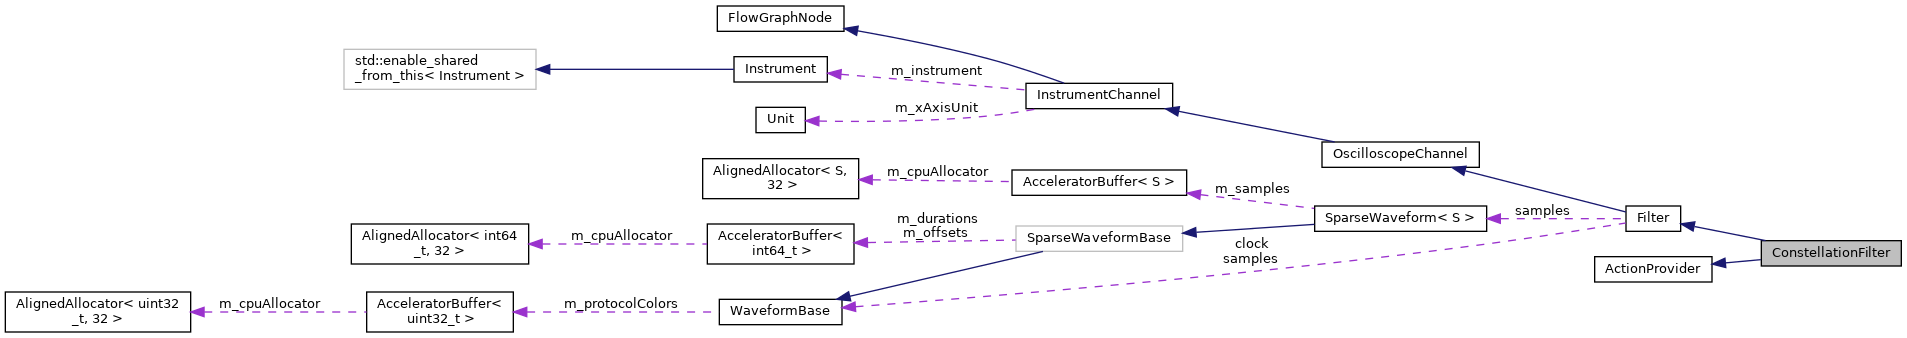 FlowGraphNode
std::enable_shared
_from_this< Instrument >
Instrument
m_instrument
InstrumentChannel
m_xAxisUnit
Unit
OscilloscopeChannel
AlignedAllocator< S,
32 >
m_cpuAllocator
AcceleratorBuffer< S >
m_samples
SparseWaveform< S >
samples
Filter
AlignedAllocator< int64
_t, 32 >
m_cpuAllocator
AcceleratorBuffer<
int64_t >
m_durations
m_offsets
SparseWaveformBase
clock
samples
ConstellationFilter
ActionProvider
AlignedAllocator< uint32
_t, 32 >
m_cpuAllocator
AcceleratorBuffer<
uint32_t >
m_protocolColors
WaveformBase